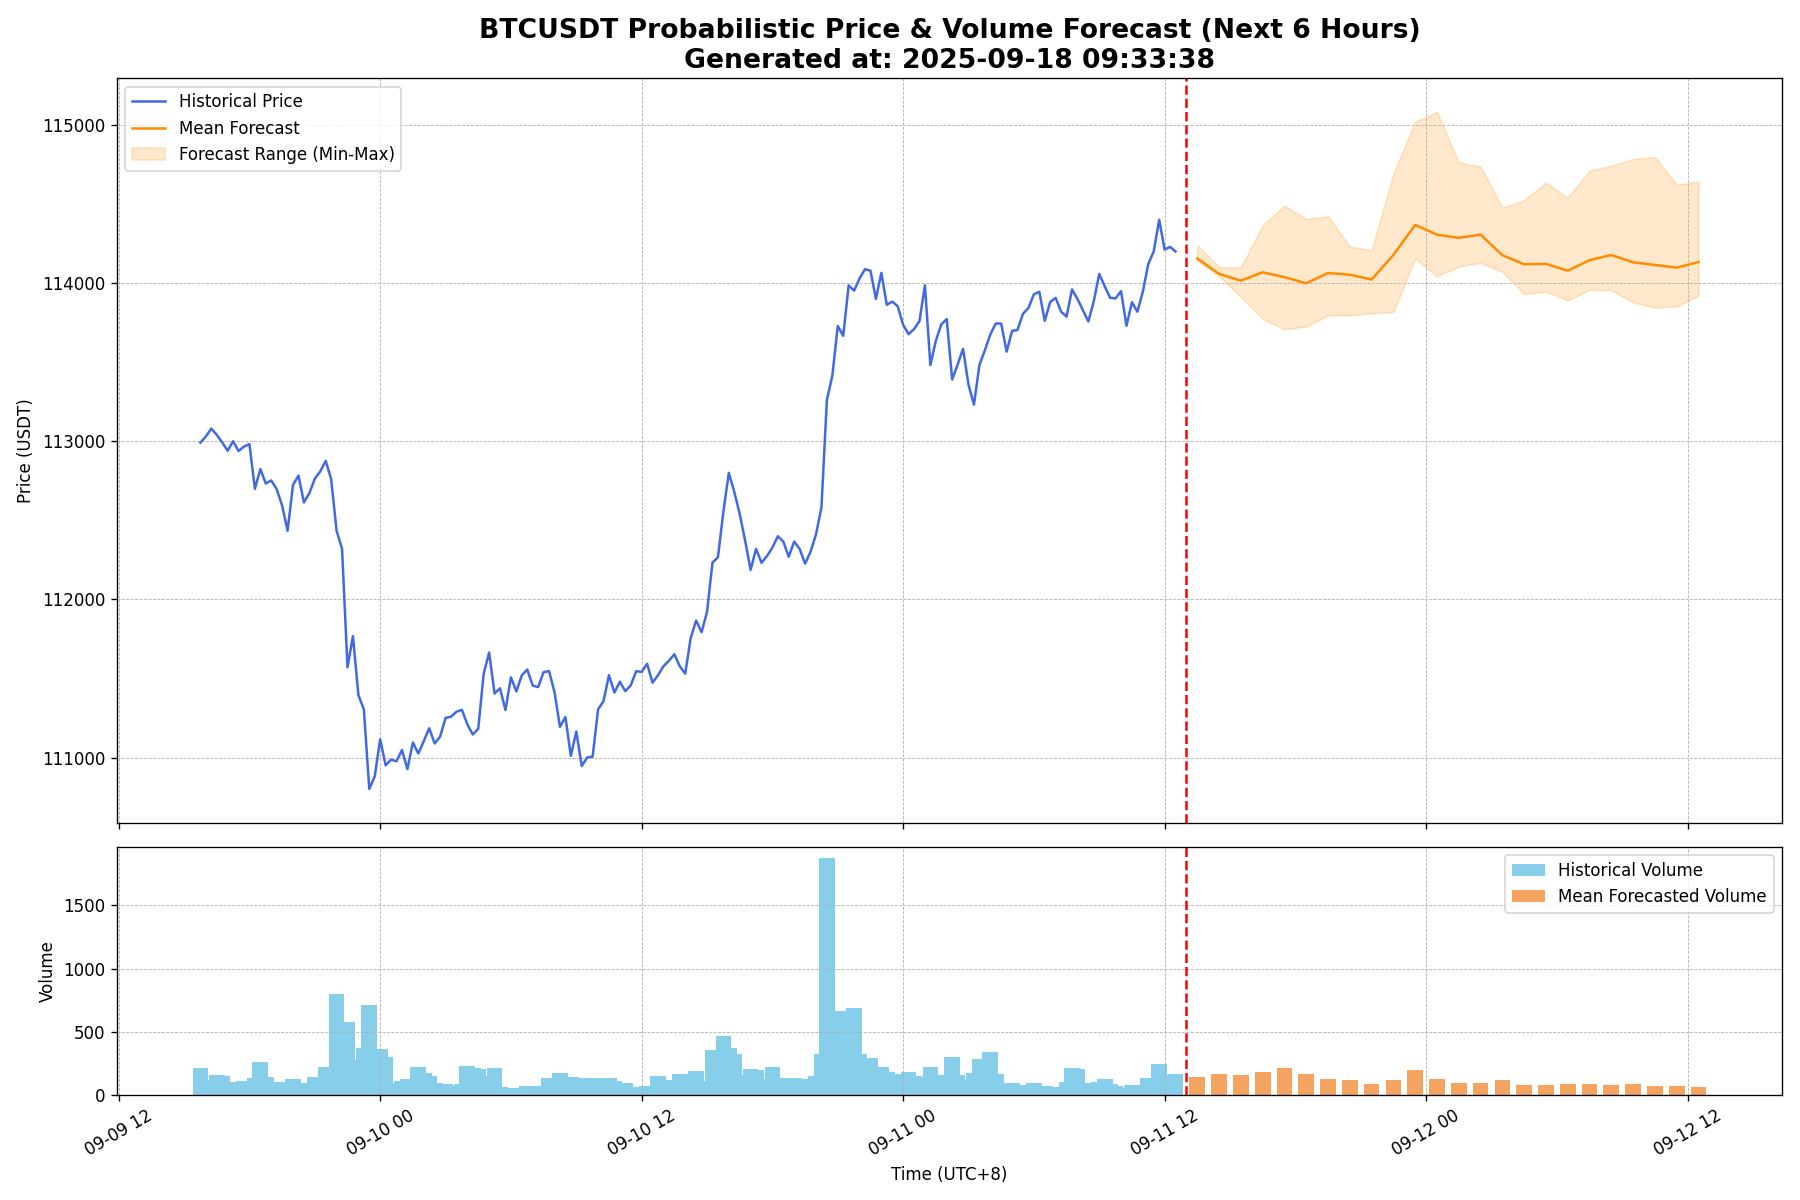 BTCUSDT Probabilistic Price & Volume Forecast (Next 6 Hours)
Generated at: 2025-09-18 09:33:38
Historical Price
Mean Forecast
Forecast Range (Min-Max)
115000
114000
113000
112000
111000
Price (USDT)
Historical Volume
Mean Forecasted Volume
1500
1000
500
0
Volume
09-09 12
09-10 00
09-10 12
09-11 00
09-11 12
09-12 00
09-12 12
Time (UTC+8)